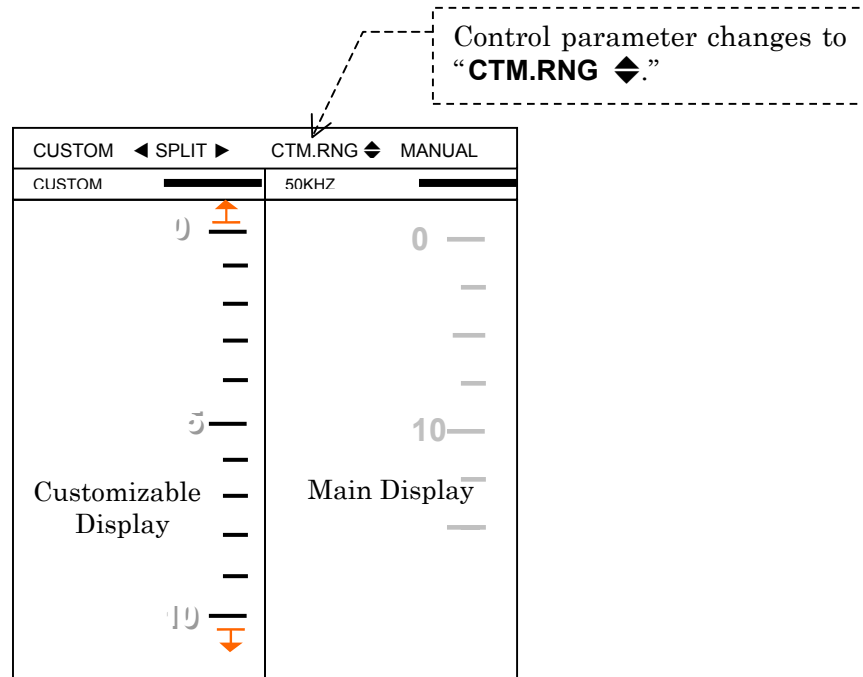 Control parameter changes to
“CTM.RNG ⬘.”
CUSTOM ◀ SPLIT ▶ CTM.RNG ⬘ MANUAL
CUSTOM 50KHZ
0 0
5 10
Customizable Display
Main Display
10